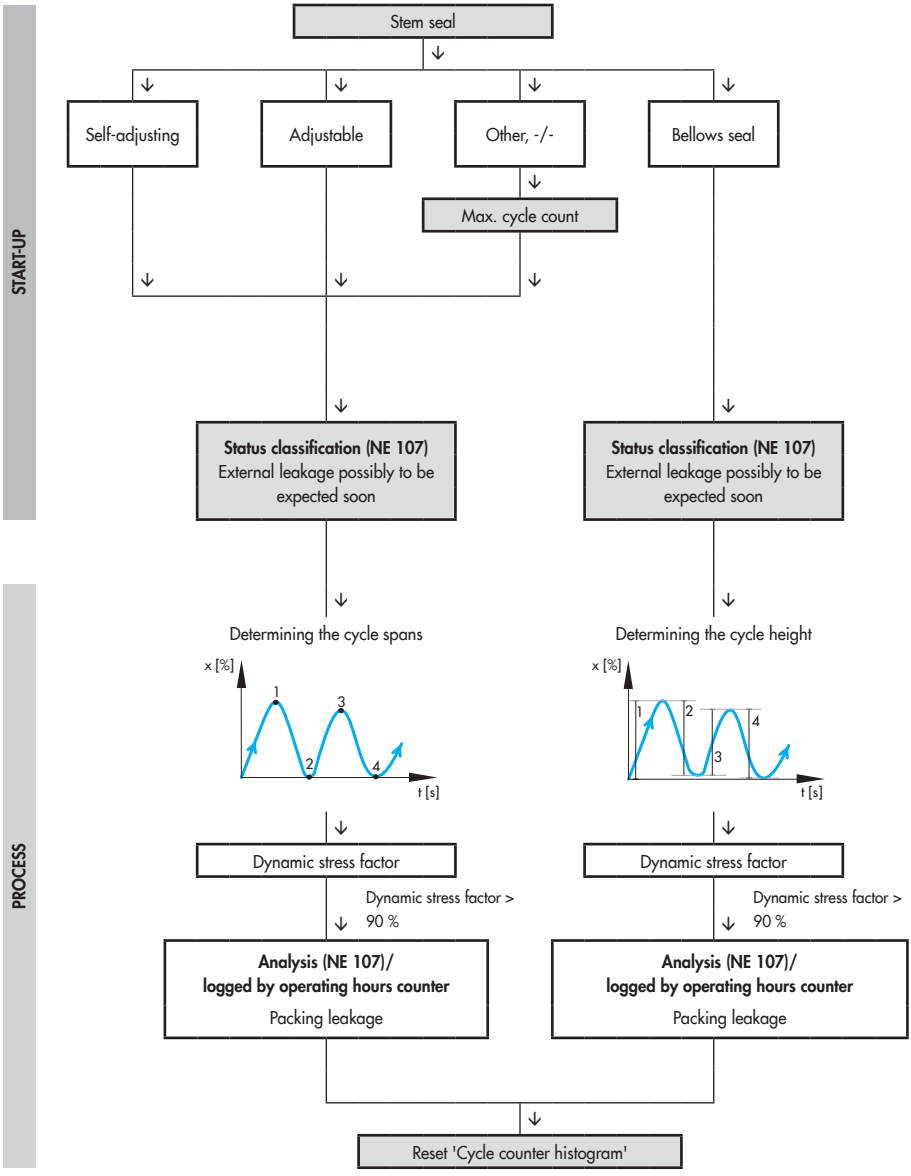 START-UP
Stem seal
Self-adjusting
Adjustable
Other, -/-
Bellows seal
Max. cycle count
Status classification (NE 107)
External leakage possibly to be
expected soon
Status classification (NE 107)
External leakage possibly to be
expected soon
PROCESS
Determining the cycle spans
x [%]
1
2
3
4
t [s]
Determining the cycle height
x [%]
1
2
3
4
t [s]
Dynamic stress factor
Dynamic stress factor
Dynamic stress factor >
90 %
Dynamic stress factor >
90 %
Analysis (NE 107)/
logged by operating hours counter
Packing leakage
Analysis (NE 107)/
logged by operating hours counter
Packing leakage
Reset 'Cycle counter histogram'